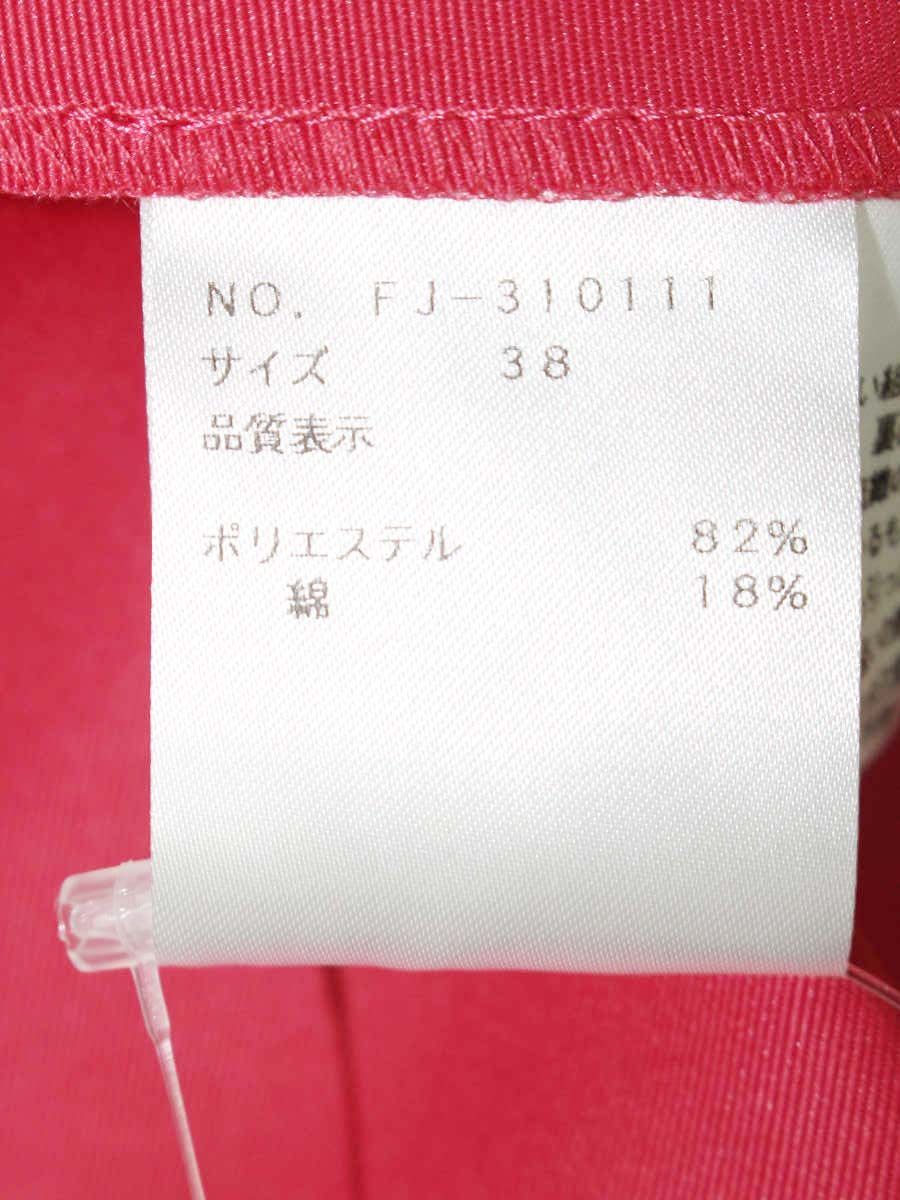 NO. FJ-310111
サイズ 38
品質表示
ポリエステル 82%
綿 18%